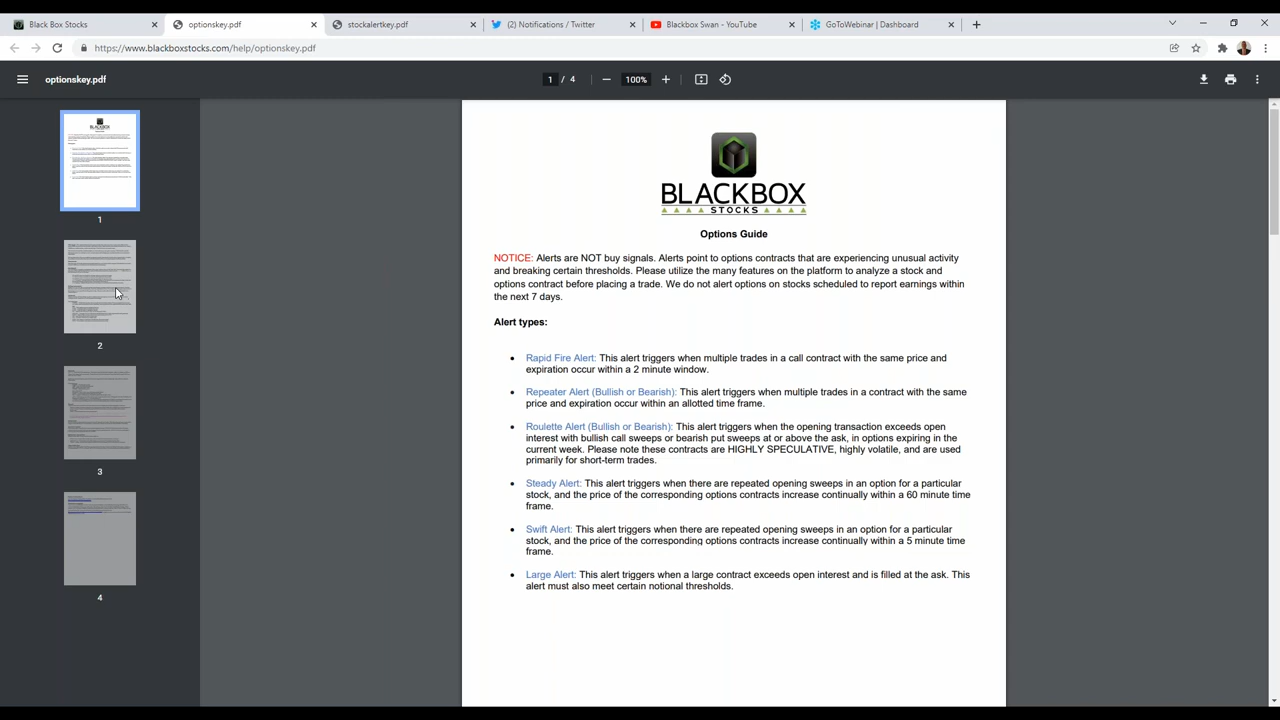 Black Box Stocks
optionskey.pdf
stockalertkey.pdf
(2) Notifications / Twitter
Blackbox Swan - YouTube
GoToWebinar | Dashboard
https://www.blackboxstocks.com/help/optionskey.pdf
optionskey.pdf
1 / 4
100%
1
2
3
4
BLACKBOX
STOCKS
Options Guide
NOTICE: Alerts are NOT buy signals. Alerts point to options contracts that are experiencing unusual activity
and breaking certain thresholds. Please utilize the many features on the platform to analyze a stock and
options contract before placing a trade. We do not alert options on stocks scheduled to report earnings within
the next 7 days.
Alert types:
• Rapid Fire Alert: This alert triggers when multiple trades in a call contract with the same price and
expiration occur within a 2 minute window.
• Repeater Alert (Bullish or Bearish): This alert triggers when multiple trades in a contract with the same
price and expiration occur within an allotted time frame.
• Roulette Alert (Bullish or Bearish): This alert triggers when the opening transaction exceeds open
interest with bullish call sweeps or bearish put sweeps at or above the ask, in options expiring in the
current week. Please note these contracts are HIGHLY SPECULATIVE, highly volatile, and are used
primarily for short-term trades.
• Steady Alert: This alert triggers when there are repeated opening sweeps in an option for a particular
stock, and the price of the corresponding options contracts increase continually within a 60 minute time
frame.
• Swift Alert: This alert triggers when there are repeated opening sweeps in an option for a particular
stock, and the price of the corresponding options contracts increase continually within a 5 minute time
frame.
• Large Alert: This alert triggers when a large contract exceeds open interest and is filled at the ask. This
alert must also meet certain notional thresholds.